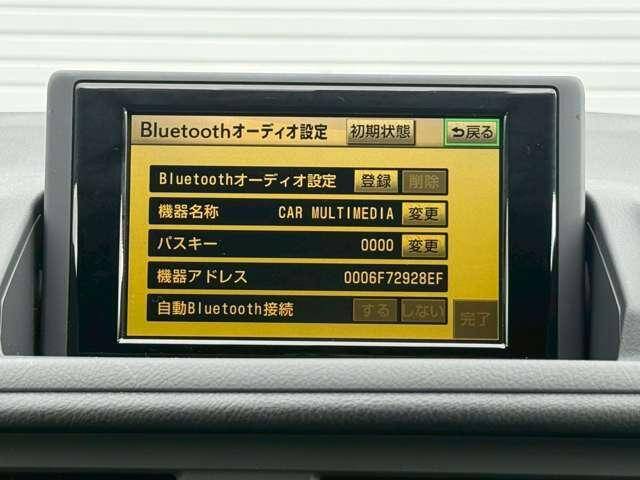 Bluetoothオーディオ設定 初期状態 戻る
Bluetoothオーディオ設定 登録 削除
機器名称 CAR MULTIMEDIA 変更
パスキー 0000 変更
機器アドレス 0006F72928EF
自動Bluetooth接続 する しない 完了